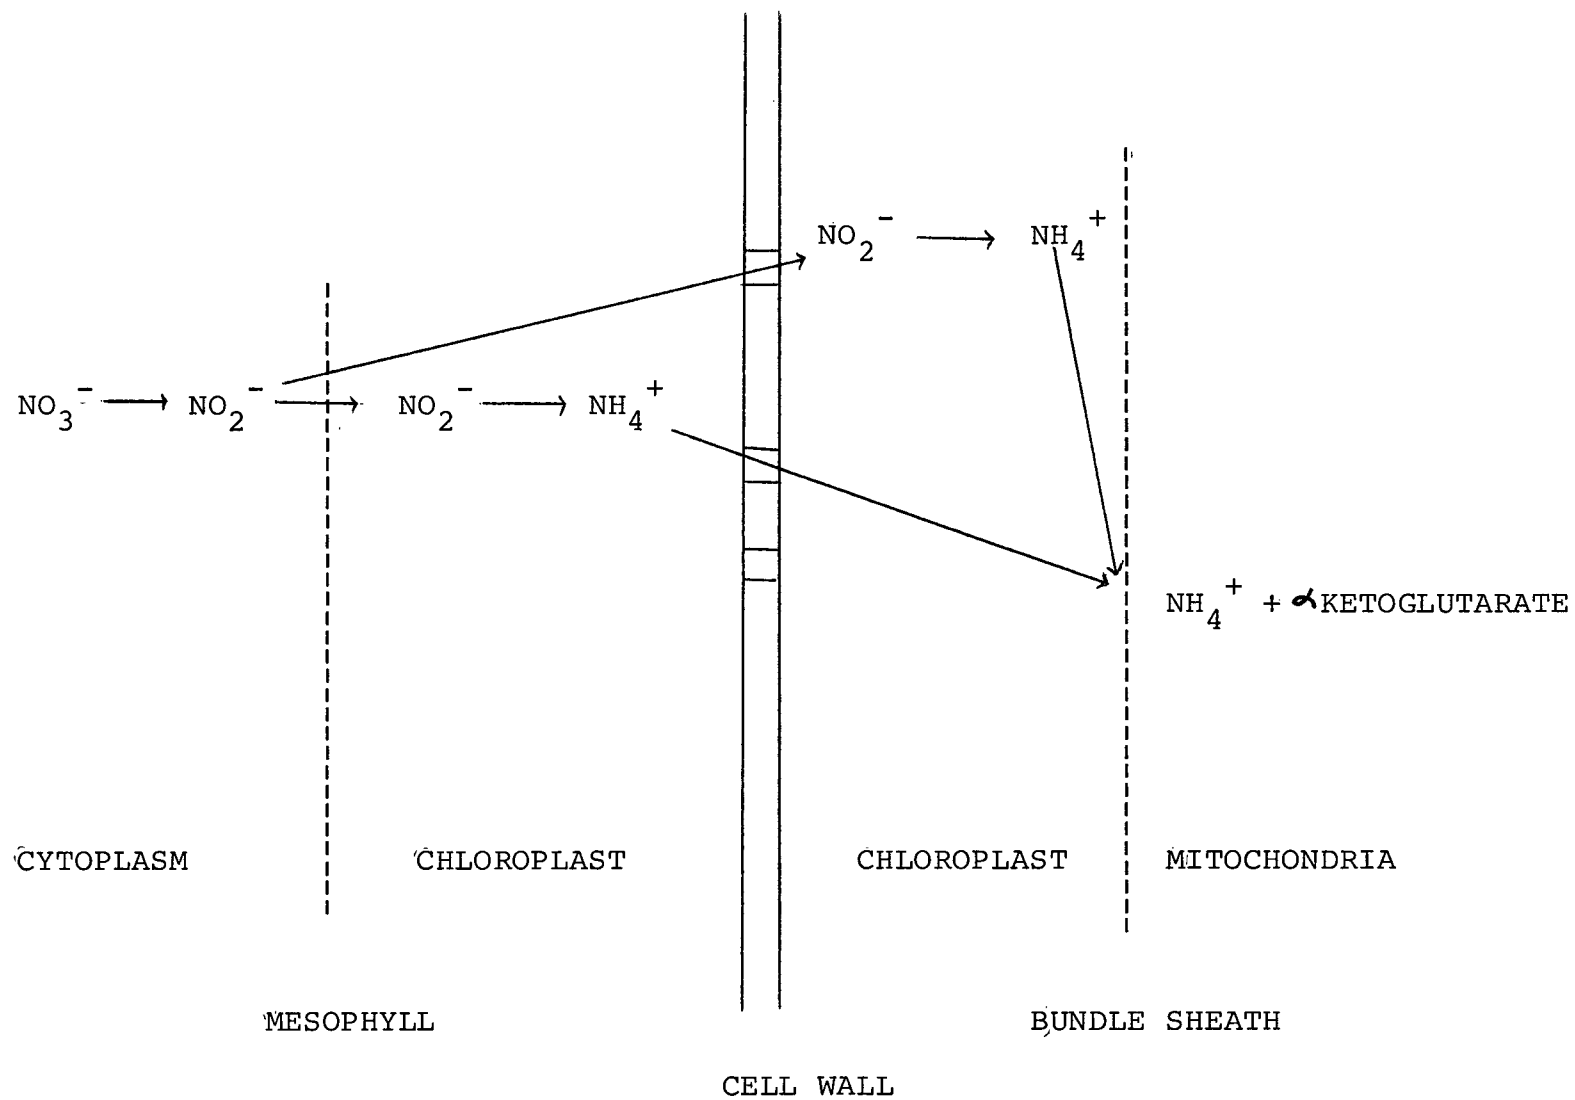 NO₂⁻ → NH₄⁺
NO₃⁻ → NO₂⁻ → NO₂⁻ → NH₄⁺
NH₄⁺ + αKETOGLUTARATE
CYTOPLASM CHLOROPLAST CHLOROPLAST MITOCHONDRIA
MESOPHYLL BUNDLE SHEATH
CELL WALL